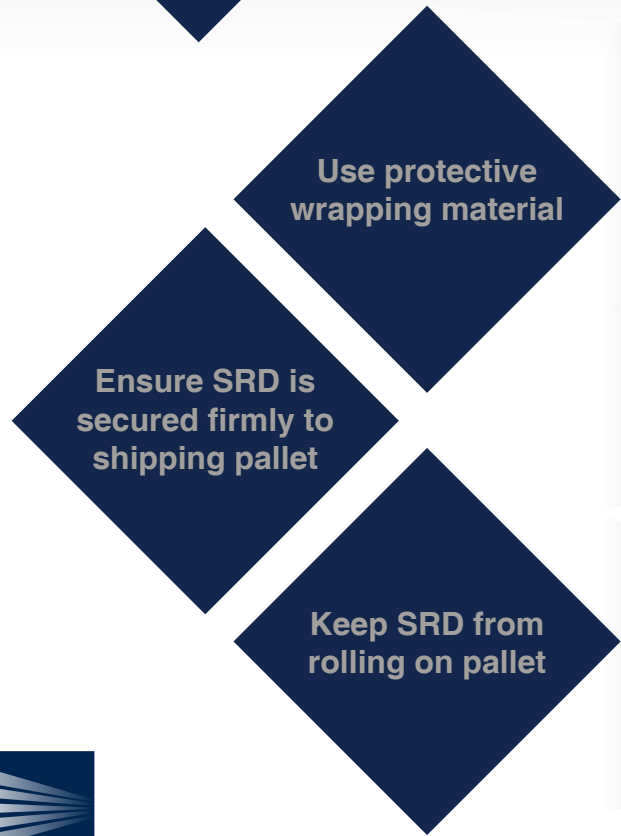 Use protective
wrapping material
Ensure SRD is
secured firmly to
shipping pallet
Keep SRD from
rolling on pallet